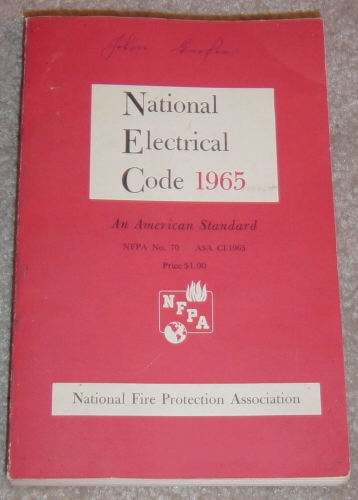 John
National
Electrical
Code 1965
An American Standard
NFPA No. 70 ASA C1-1965
Price $1.00
NFPA
National Fire Protection Association